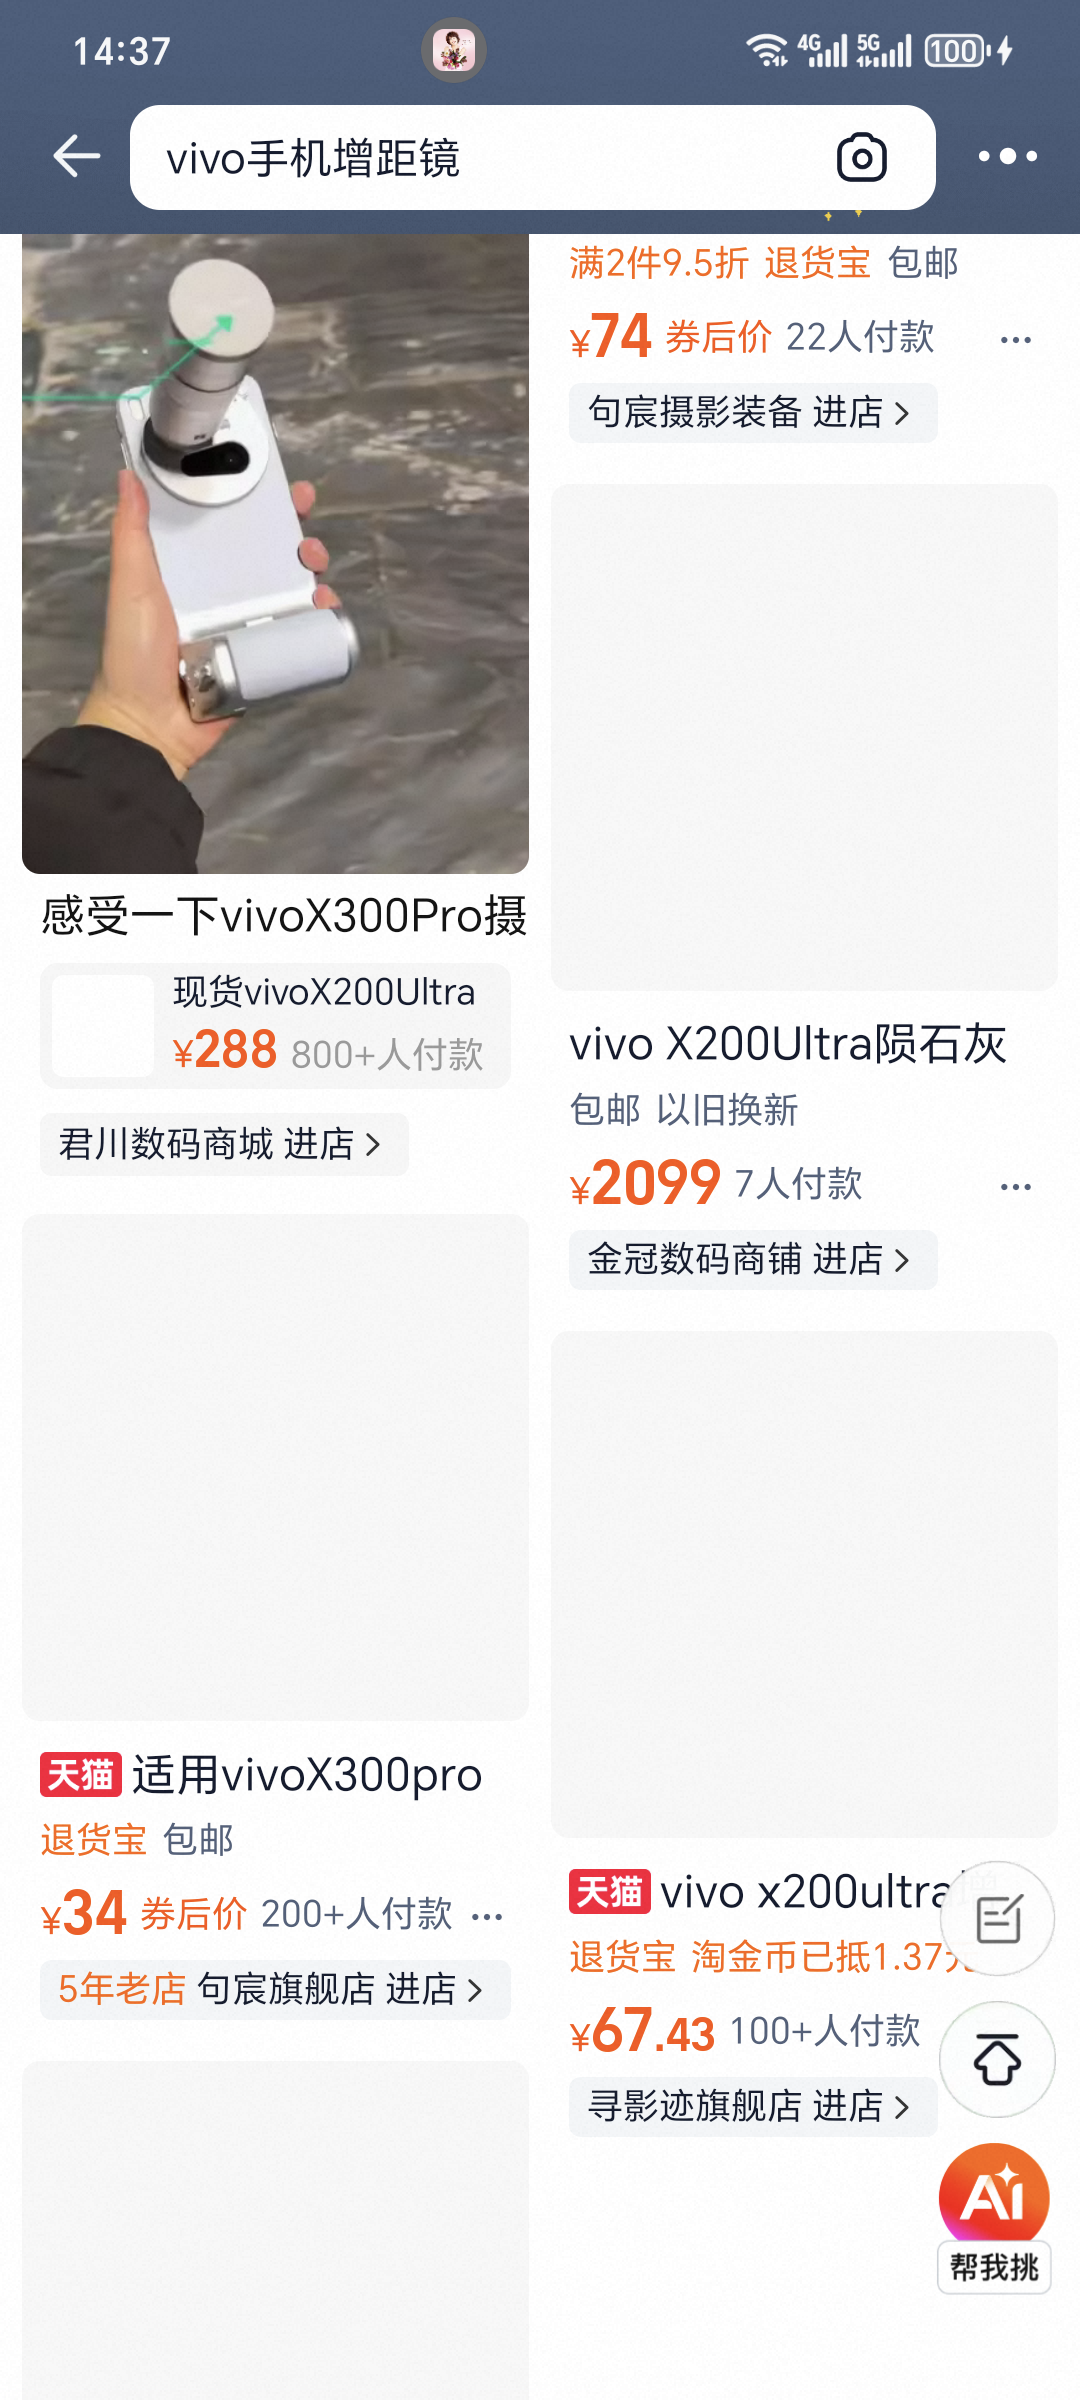 14:37
4G
5G
100
vivo手机增距镜
感受一下vivoX300Pro摄
现货vivoX200Ultra
¥288 800+人付款
君川数码商城 进店
天猫 适用vivoX300pro
退货宝 包邮
¥34 券后价 200+人付款
5年老店 句宸旗舰店 进店
满2件9.5折 退货宝 包邮
¥74 券后价 22人付款
句宸摄影装备 进店
vivo X200Ultra陨石灰
包邮 以旧换新
¥2099 7人付款
金冠数码商铺 进店
天猫 vivo x200ultra
退货宝 淘金币已抵1.37元
¥67.43 100+人付款
寻影迹旗舰店 进店
Ai
帮我挑